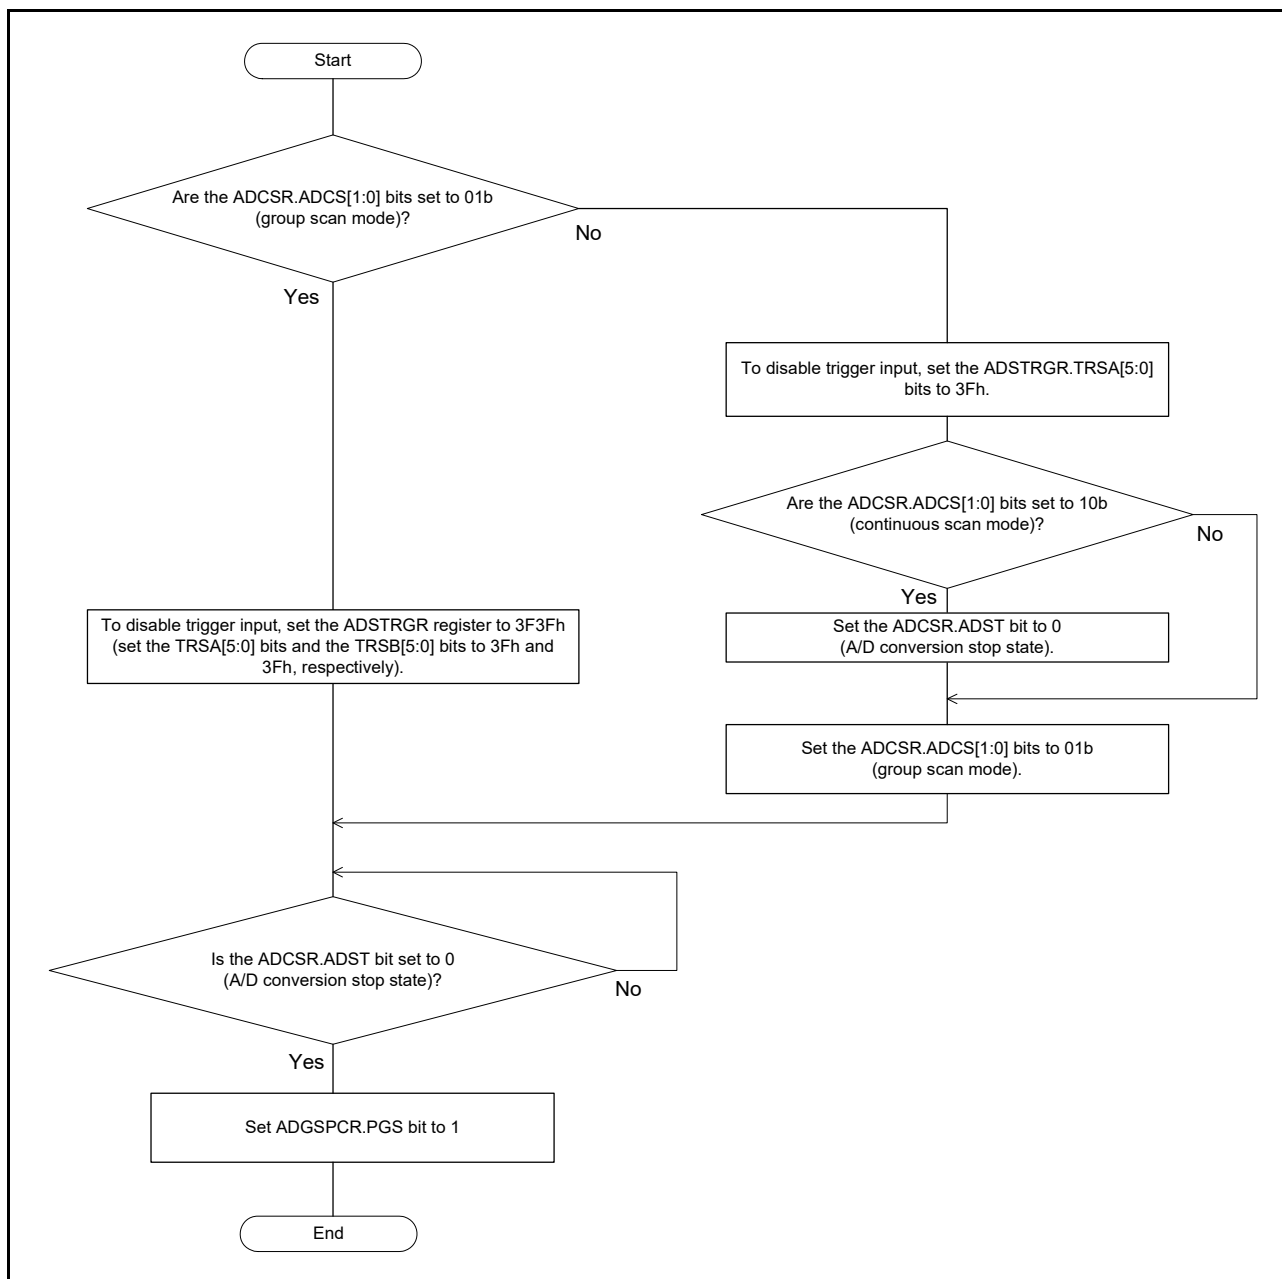 Start
Are the ADCSR.ADCS[1:0] bits set to 01b
(group scan mode)?
No
Yes
To disable trigger input, set the ADSTRGR.TRSA[5:0]
bits to 3Fh.
Are the ADCSR.ADCS[1:0] bits set to 10b
(continuous scan mode)?
No
Yes
Set the ADCSR.ADST bit to 0
(A/D conversion stop state).
To disable trigger input, set the ADSTRGR register to 3F3Fh
(set the TRSA[5:0] bits and the TRSB[5:0] bits to 3Fh and
3Fh, respectively).
Set the ADCSR.ADCS[1:0] bits to 01b
(group scan mode).
Is the ADCSR.ADST bit set to 0
(A/D conversion stop state)?
No
Yes
Set ADGSPCR.PGS bit to 1
End